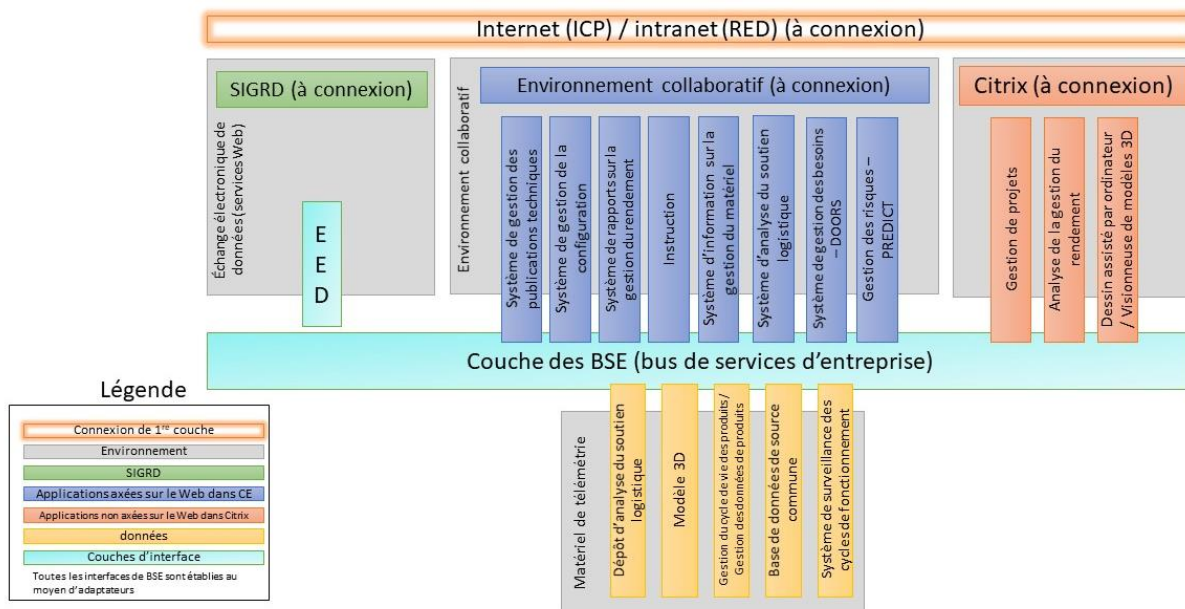 Internet (ICP) / intranet (RED) (à connexion)
SIGRD (à connexion)
Échange électronique de
données (services Web)
E
E
D
Environnement collaboratif
Environnement collaboratif (à connexion)
Système de gestion des
publications techniques
Système de gestion de la
configuration
Système de rapports sur la
gestion du rendement
Instruction
Système d'information sur la
gestion du matériel
Système d'analyse du soutien
logistique
Système de gestion des besoins
– DOORS
Gestion des risques –
PREDICT
Citrix (à connexion)
Gestion de projets
Analyse de la gestion du
rendement
Dessin assisté par ordinateur
/ Visionneuse de modèles 3D
Couche des BSE (bus de services d'entreprise)
Matériel de télémétrie
Dépôt d'analyse du soutien
logistique
Modèle 3D
Gestion du cycle de vie des produits /
Gestion des données de produits
Base de données de source
commune
Système de surveillance des
cycles de fonctionnement
Légende
Connexion de 1re couche
Environnement
SIGRD
Applications axées sur le Web dans CE
Applications non axées sur le Web dans Citrix
données
Couches d'interface
Toutes les interfaces de BSE sont établies au
moyen d'adaptateurs